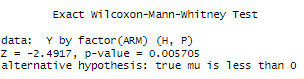 Exact Wilcoxon-Mann-Whitney Test
data: Y by factor(ARM) (H, P)
Z = -2.4917, p-value = 0.005705
alternative hypothesis: true mu is less than 0